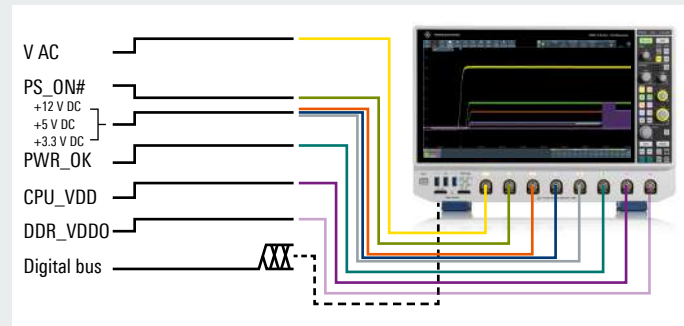 V AC
PS_ON#
+12 V DC
+5 V DC
+3.3 V DC
PWR_OK
CPU_VDD
DDR_VDDO
Digital bus